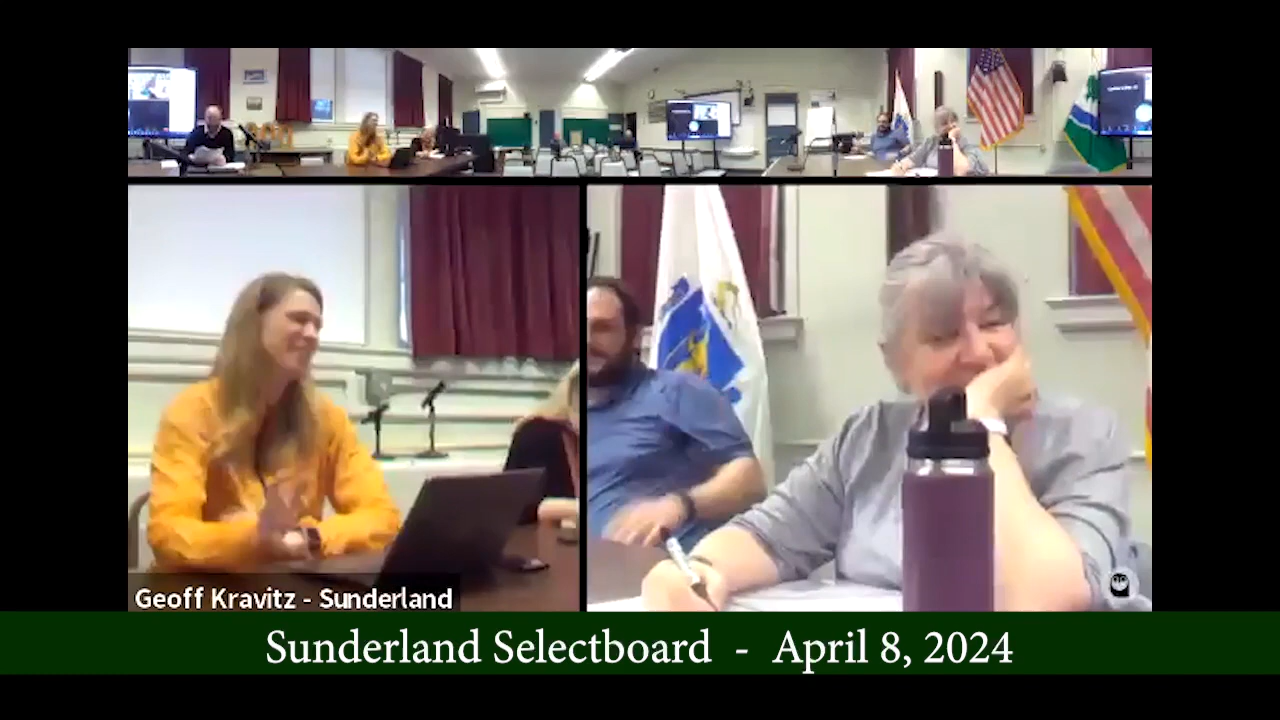 Geoff Kravitz - Sunderland
Sunderland Selectboard - April 8, 2024